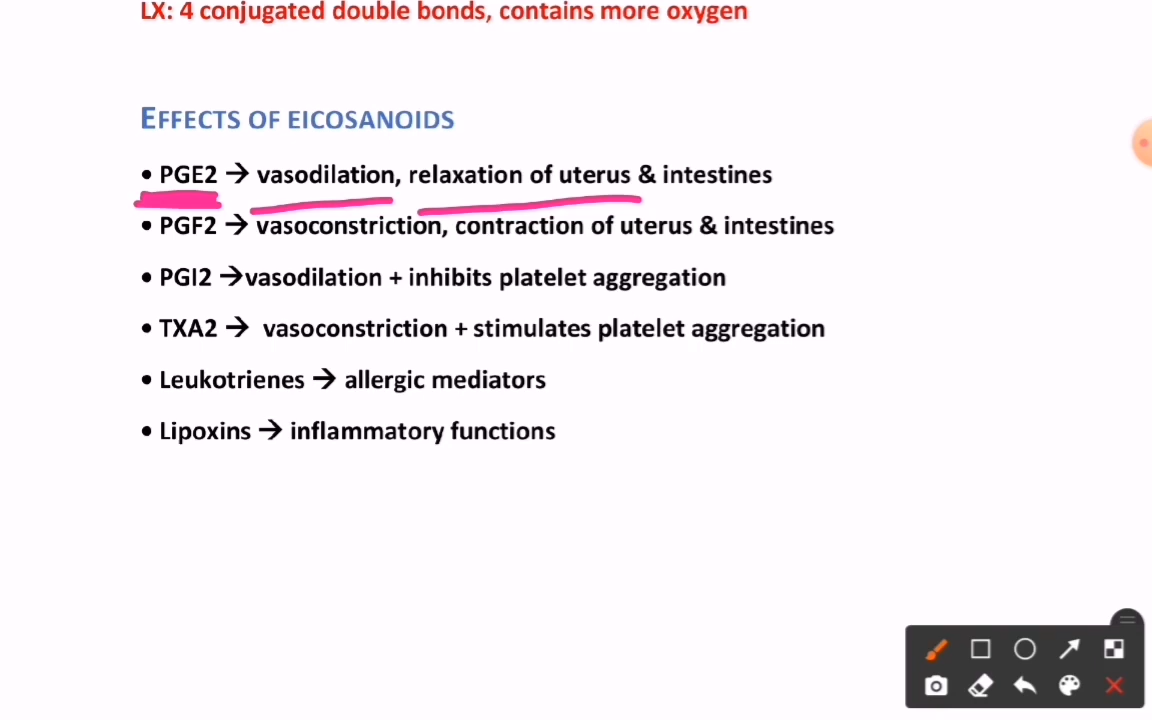 LX: 4 conjugated double bonds, contains more oxygen
EFFECTS OF EICOSANOIDS
• PGE2 → vasodilation, relaxation of uterus & intestines
• PGF2 → vasoconstriction, contraction of uterus & intestines
• PGI2 →vasodilation + inhibits platelet aggregation
• TXA2 → vasoconstriction + stimulates platelet aggregation
• Leukotrienes → allergic mediators
• Lipoxins → inflammatory functions